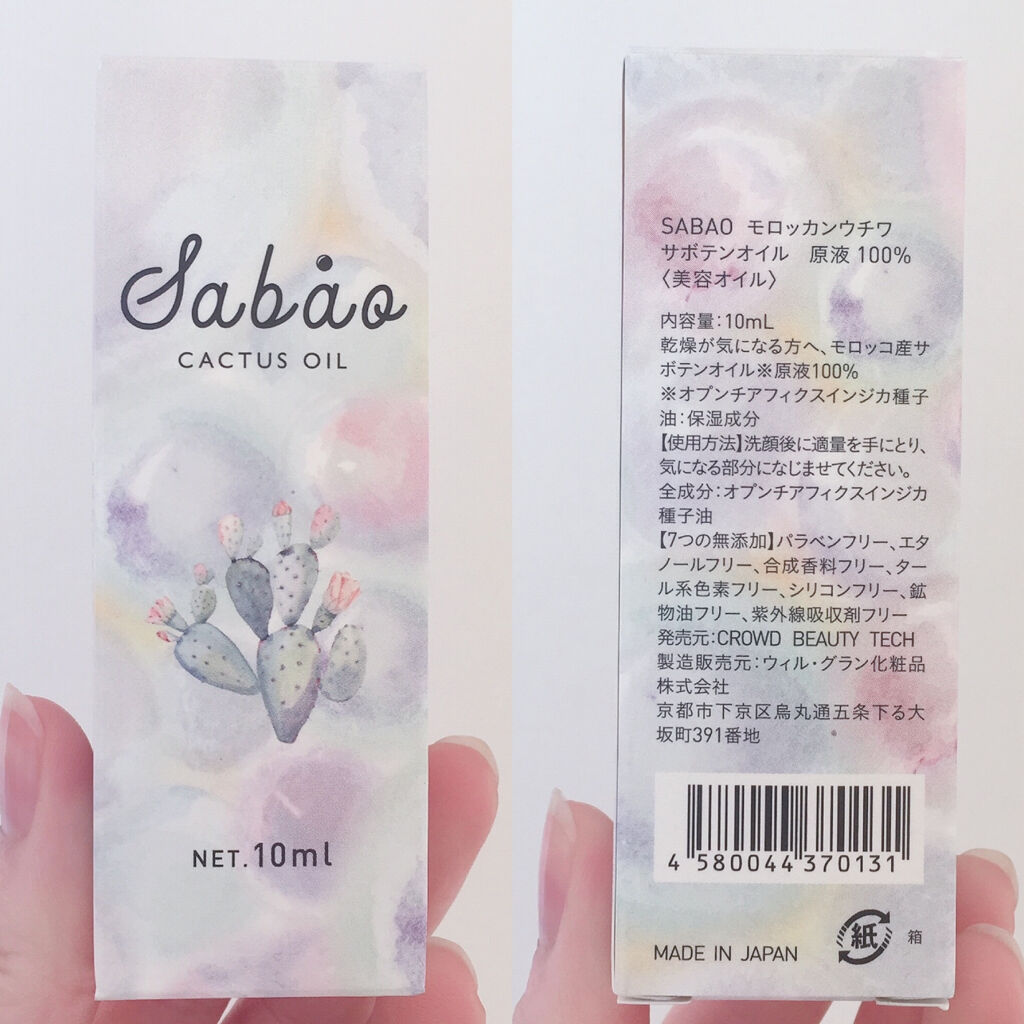 Sabao
CACTUS OIL
NET.10ml
SABAO モロッカンウチワ
サボテンオイル 原液 100%
〈美容オイル〉
内容量:10mL
乾燥が気になる方へ、モロッコ産サ
ボテンオイル※原液100%
※オプンチアフィクスインジカ種子
油:保湿成分
【使用方法】洗顔後に適量を手にとり、
気になる部分になじませてください。
全成分:オプンチアフィクスインジカ
種子油
【7つの無添加】パラベンフリー、エタ
ノールフリー、合成香料フリー、ター
ル系色素フリー、シリコンフリー、鉱
物油フリー、紫外線吸収剤フリー
発売元:CROWD BEAUTY TECH
製造販売元:ウィル・グラン化粧品
株式会社
京都市下京区烏丸通五条下る大
坂町391番地
4 580044 370131
MADE IN JAPAN 紙 箱